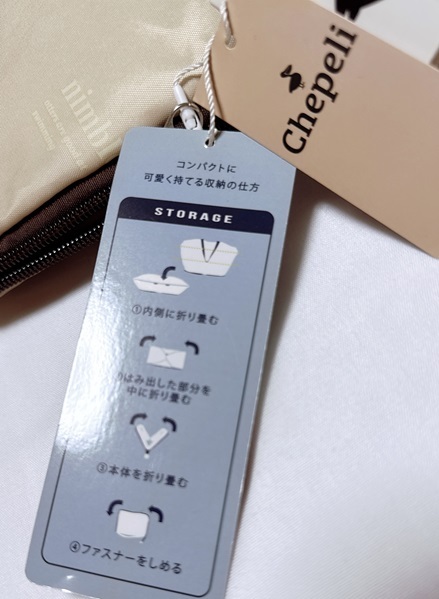 nimbl
Chepeli
コンパクトに
可愛く持てる収納の仕方
STORAGE
①内側に折り畳む
はみ出した部分を
中に折り畳む
③本体を折り畳む
④ファスナーをしめる